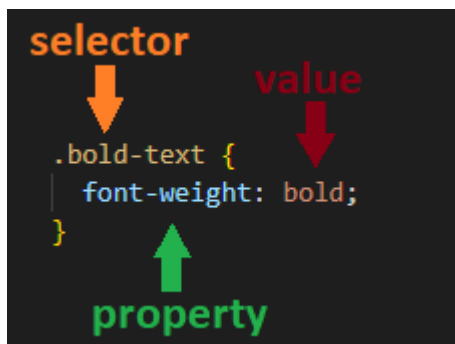 selector
value
.bold-text {
font-weight: bold;
}
property